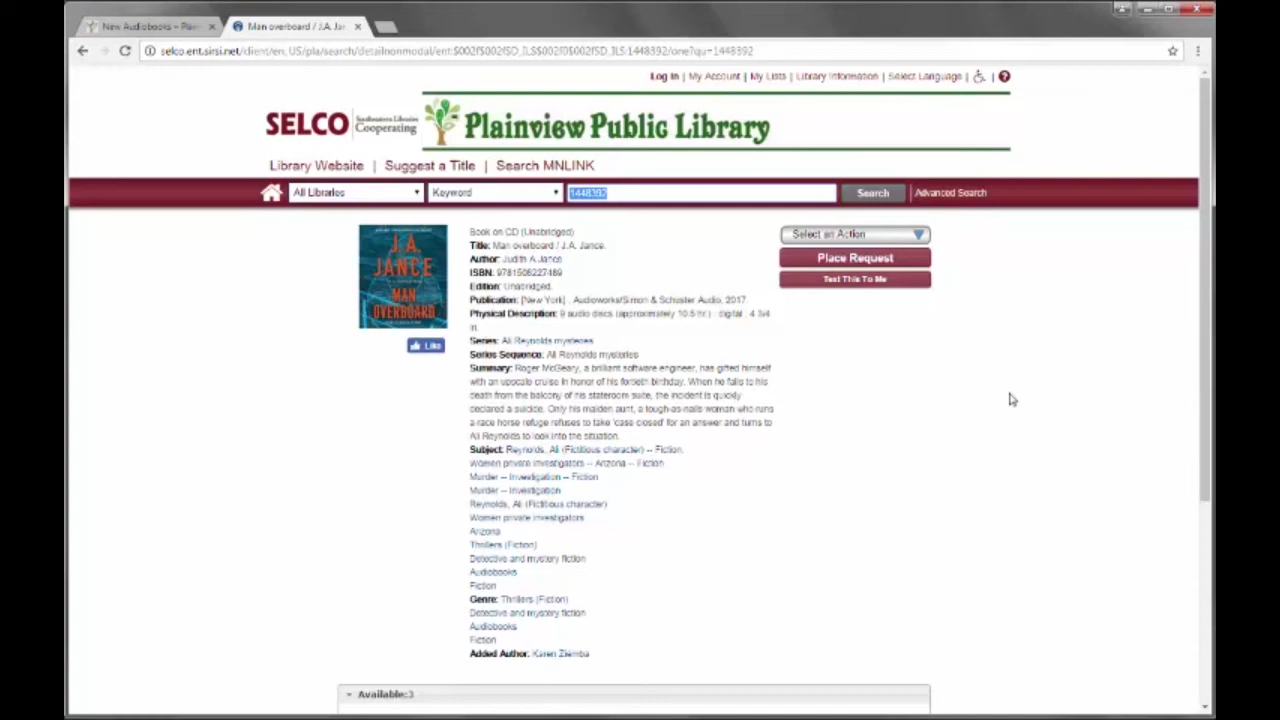 New Audiobooks – Plain
Man overboard / J.A. Jan
selco.ent.sirsi.net/client/en_US/pla/search/detailnonmodal/ent:$002f$002fSD_ILS$002f0$002fSD_ILS:1448392/one?qu=1448392
Log In | My Account | My Lists | Library Information | Select Language | | ?
SELCO Southeastern Libraries Cooperating Plainview Public Library
Library Website | Suggest a Title | Search MNLINK
All Libraries Keyword 1448392 Search Advanced Search
J.A. JANCE
MAN OVERBOARD
Like
Book on CD (Unabridged)
Title: Man overboard / J.A. Jance.
Author: Judith A Jance
ISBN: 9781508227489
Edition: Unabridged.
Publication: [New York] : Audioworks/Simon & Schuster Audio, 2017.
Physical Description: 9 audio discs (approximately 10.5 hr.) : digital ; 4 3/4
in.
Series: Ali Reynolds mysteries
Series Sequence: Ali Reynolds mysteries
Summary: Roger McGeary, a brilliant software engineer, has gifted himself
with an upscale cruise in honor of his fortieth birthday. When he falls to his
death from the balcony of his stateroom suite, the incident is quickly
declared a suicide. Only his maiden aunt, a tough-as-nails woman who runs
a race horse refuge refuses to take 'case closed' for an answer and turns to
Ali Reynolds to look into the situation.
Subject: Reynolds, Ali (Fictitious character) -- Fiction.
Women private investigators -- Arizona -- Fiction
Murder -- Investigation -- Fiction
Murder -- Investigation
Reynolds, Ali (Fictitious character)
Women private investigators
Arizona
Thrillers (Fiction)
Detective and mystery fiction
Audiobooks
Fiction
Genre: Thrillers (Fiction)
Detective and mystery fiction
Audiobooks
Fiction
Added Author: Karen Ziemba
Select an Action
Place Request
Text This To Me
Available:3